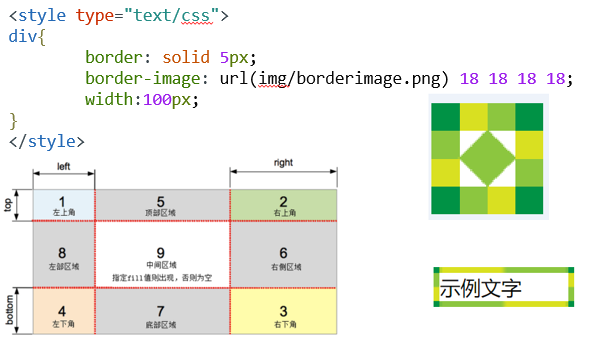 <style type="text/css">
div{
border: solid 5px;
border-image: url(img/borderimage.png) 18 18 18 18;
width:100px;
}
</style>
left
right
top
1
左上角
5
顶部区域
2
右上角
8
左部区域
9
中间区域
指定fill值则出现，否则为空
6
右侧区域
bottom
4
左下角
7
底部区域
3
右下角
示例文字